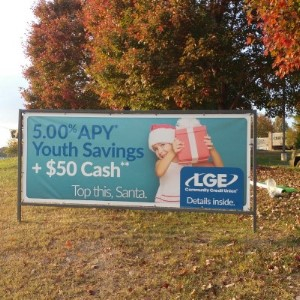 5.00% APY*
Youth Savings
+ $50 Cash**
Top this, Santa.
LGE
Community Credit Union
Details inside.